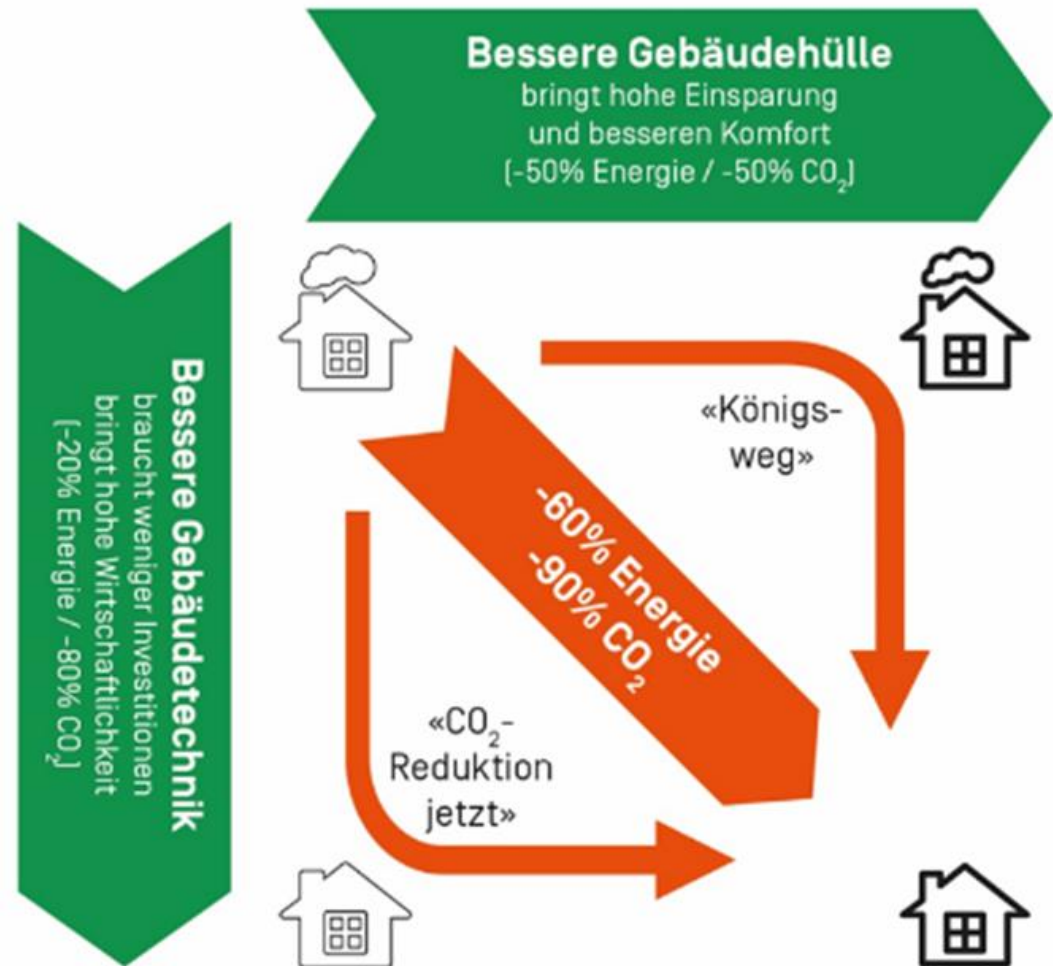 Bessere Gebäudehülle
bringt hohe Einsparung
und besseren Komfort
(-50% Energie / -50% CO₂)
Bessere Gebäudetechnik
braucht weniger Investitionen
bringt hohe Wirtschaftlichkeit
(-20% Energie / -80% CO₂)
«Königs-
weg»
-60% Energie
-90% CO₂
«CO₂-
Reduktion
jetzt»